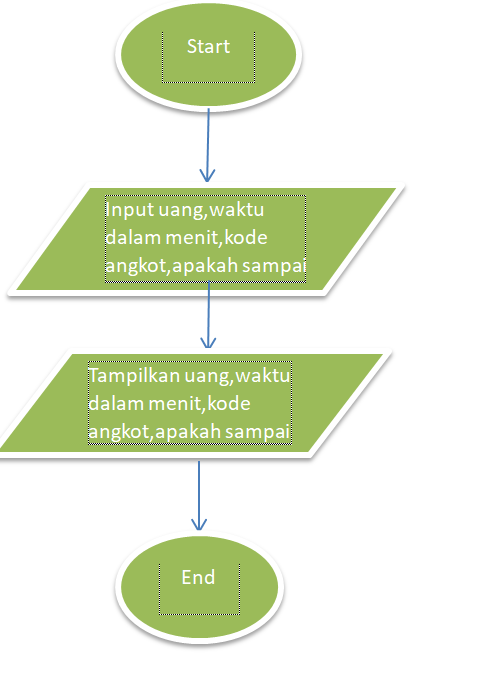 Start
Input uang,waktu
dalam menit,kode
angkot,apakah sampai
Tampilkan uang,waktu
dalam menit,kode
angkot,apakah sampai
End